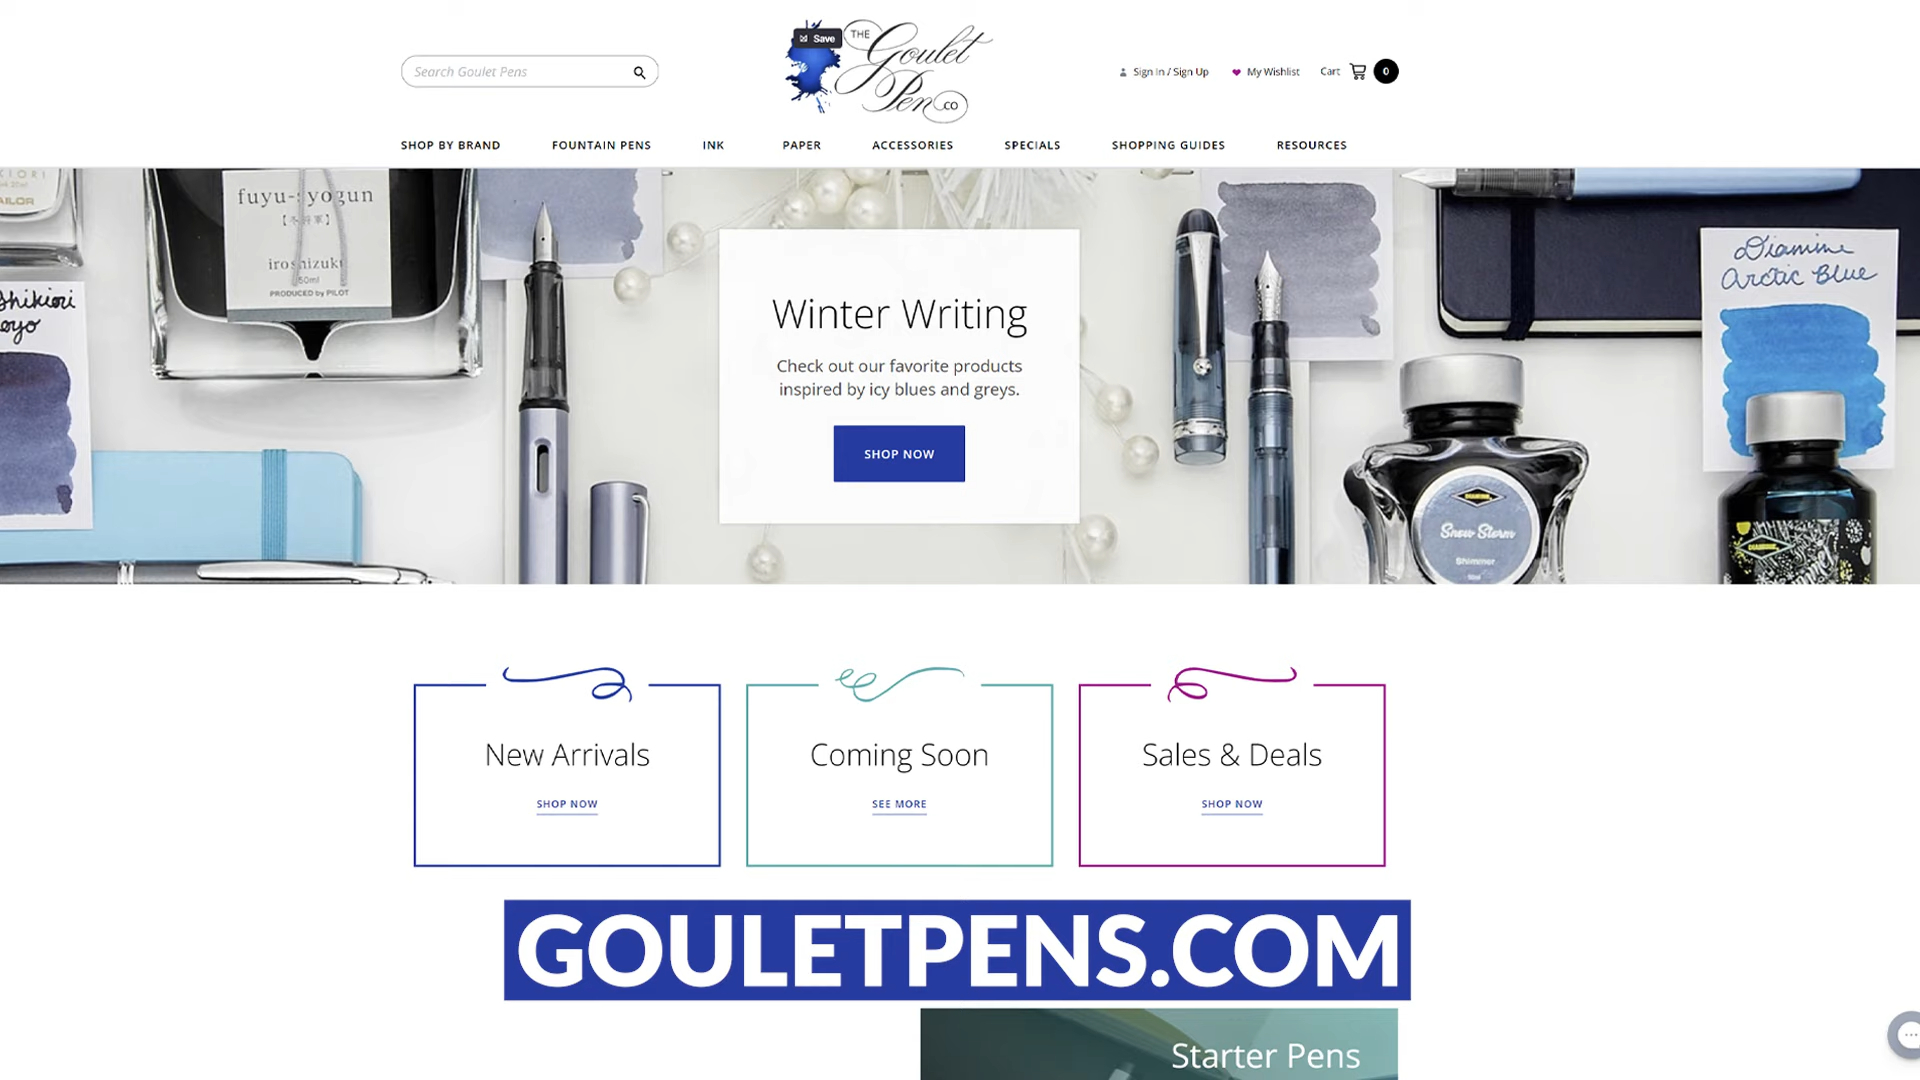 Save
THE
Goulet
Pen CO
Search Goulet Pens
Sign in / Sign Up
My Wishlist
Cart
0
SHOP BY BRAND
FOUNTAIN PENS
INK
PAPER
ACCESSORIES
SPECIALS
SHOPPING GUIDES
RESOURCES
fuyu-syogun
【冬将軍】
iroshizuku
50ml
PRODUCED by PILOT
Winter Writing
Check out our favorite products
inspired by icy blues and greys.
SHOP NOW
Diamine
Arctic Blue
Snow Storm
Shimmer
New Arrivals
SHOP NOW
Coming Soon
SEE MORE
Sales & Deals
SHOP NOW
GOULETPENS.COM
Starter Pens